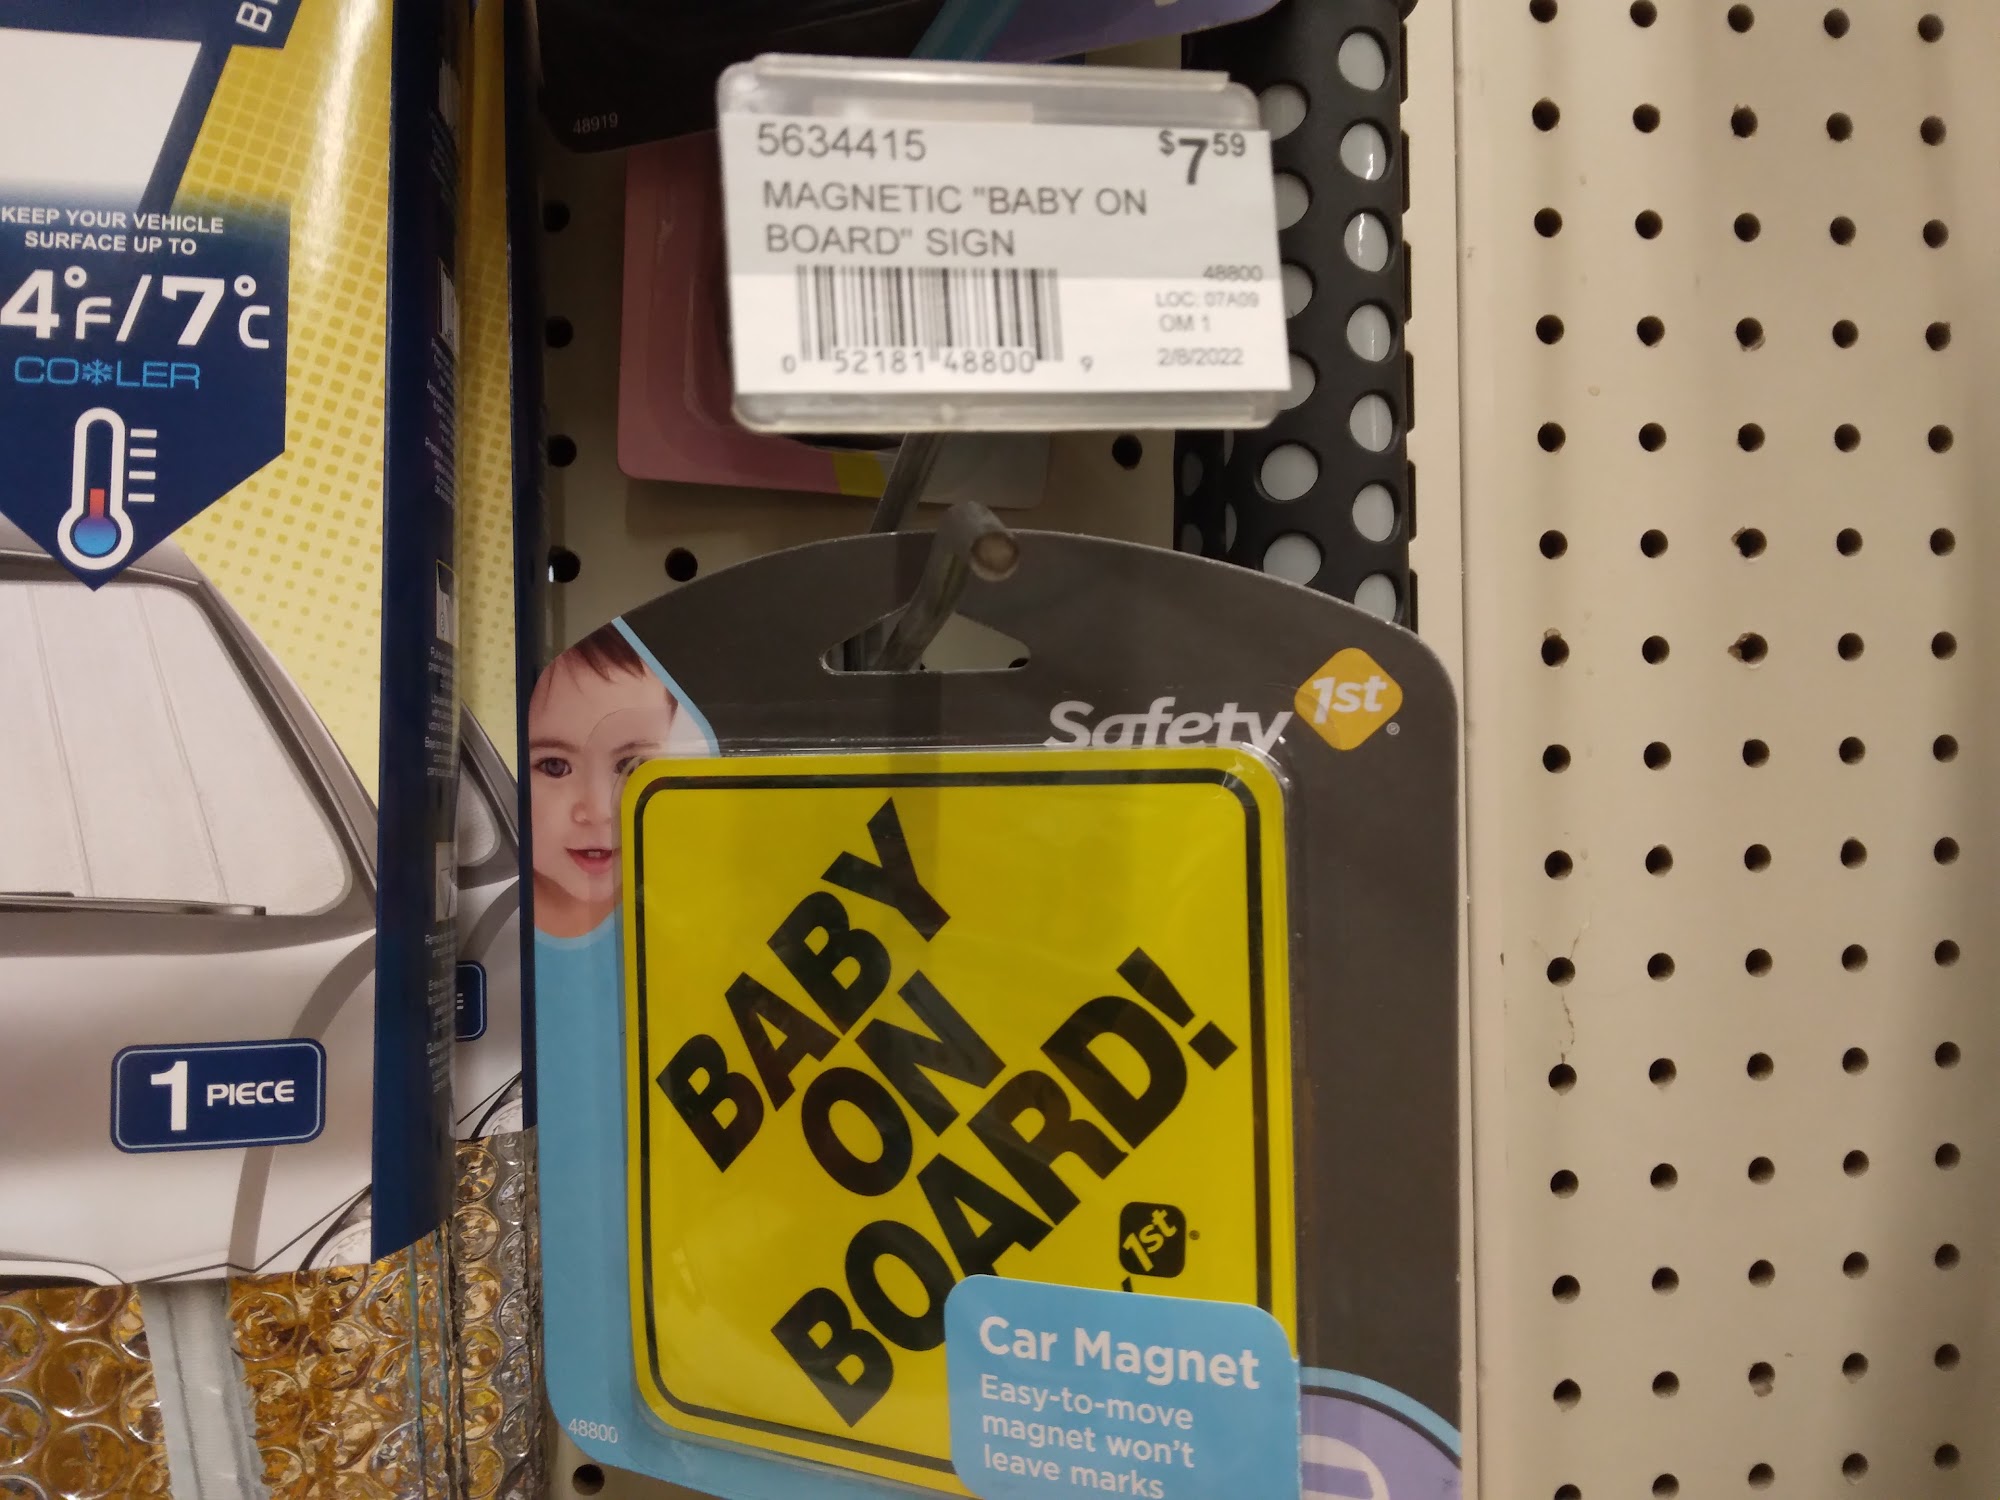 KEEP YOUR VEHICLE
SURFACE UP TO
4°F/7°C
COOLER
1 PIECE
48919
5634415
$7.59
MAGNETIC "BABY ON
BOARD" SIGN
48800
LOC: 07A09
OM 1
2/8/2022
0 52181 48800 9
Safety 1st
BABY
ON
BOARD!
1st
Car Magnet
Easy-to-move
magnet won't
leave marks
48800